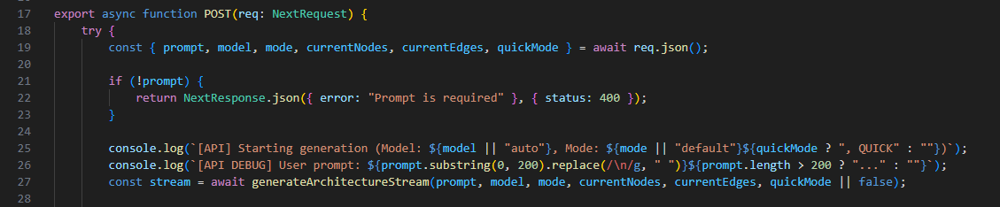 17 export async function POST(req: NextRequest) {
18 try {
19 const { prompt, model, mode, currentNodes, currentEdges, quickMode } = await req.json();
20
21 if (!prompt) {
22 return NextResponse.json({ error: "Prompt is required" }, { status: 400 });
23 }
24
25 console.log(`[API] Starting generation (Model: ${model || "auto"}, Mode: ${mode || "default"}${quickMode ? ", QUICK" : ""})`);
26 console.log(`[API DEBUG] User prompt: ${prompt.substring(0, 200).replace(/\n/g, " ")}${prompt.length > 200 ? "..." : ""}`);
27 const stream = await generateArchitectureStream(prompt, model, mode, currentNodes, currentEdges, quickMode || false);
28